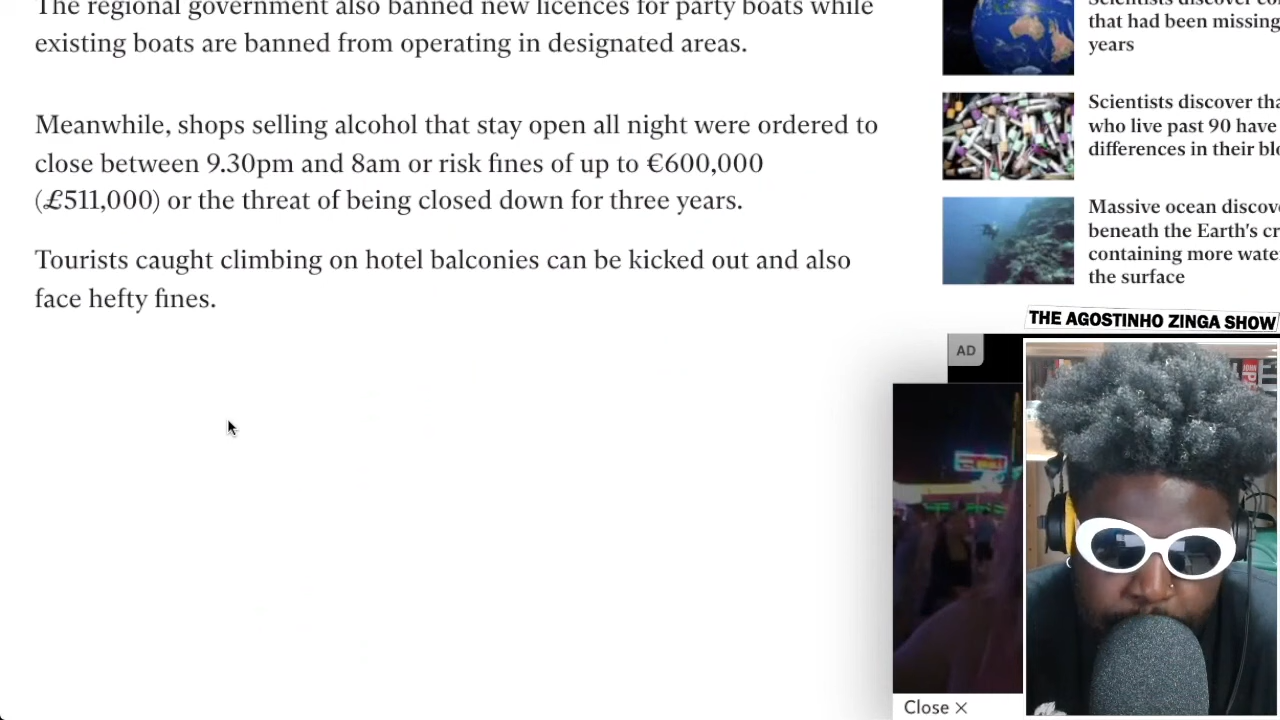 The regional government also banned new licences for party boats while
existing boats are banned from operating in designated areas.
Meanwhile, shops selling alcohol that stay open all night were ordered to
close between 9.30pm and 8am or risk fines of up to €600,000
(£511,000) or the threat of being closed down for three years.
Tourists caught climbing on hotel balconies can be kicked out and also
face hefty fines.
Scientists discover
that had been missing
years
Scientists discover
who live past 90 have
differences in their
Massive ocean
beneath the Earth's
containing more
the surface
THE AGOSTINHO ZINGA SHOW
AD
Close ×